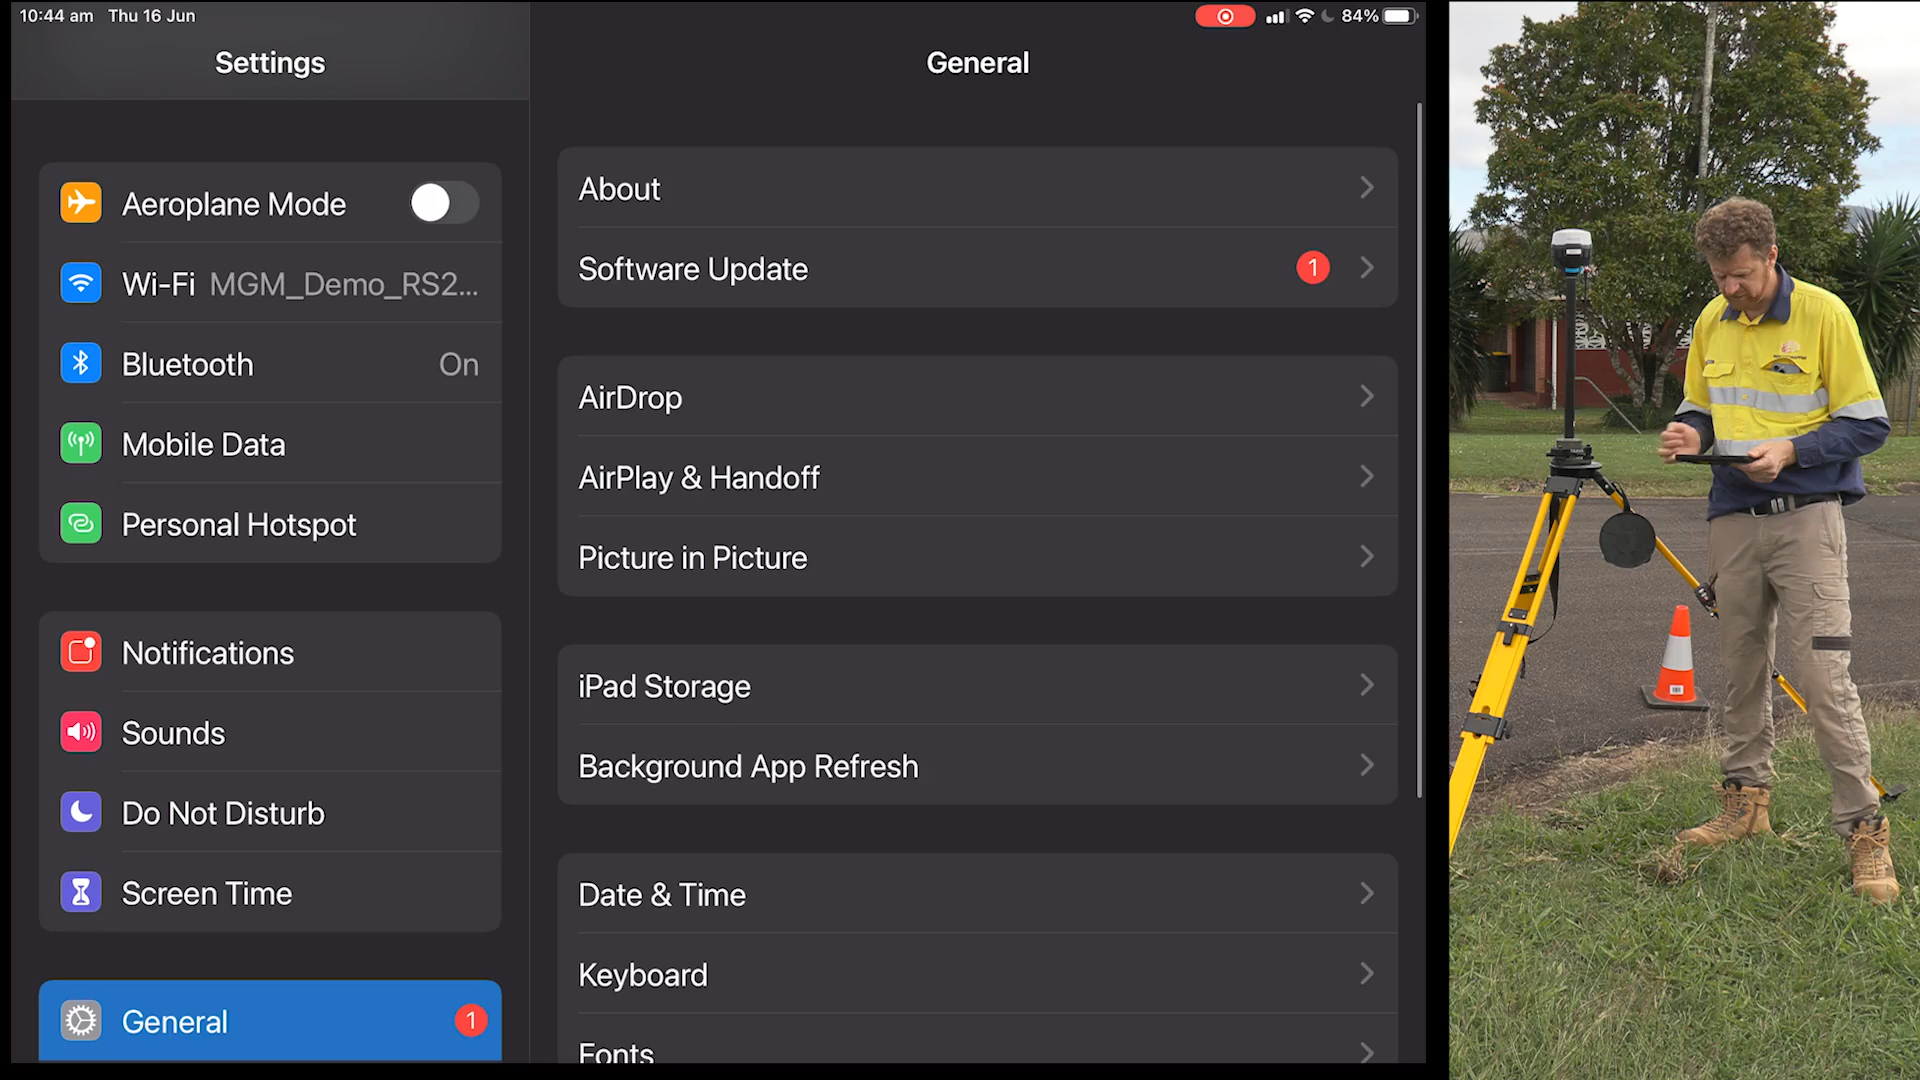 10:44 am Thu 16 Jun
84%
Settings
Aeroplane Mode
Wi-Fi MGM_Demo_RS2...
Bluetooth On
Mobile Data
Personal Hotspot
Notifications
Sounds
Do Not Disturb
Screen Time
General 1
General
About
Software Update 1
AirDrop
AirPlay & Handoff
Picture in Picture
iPad Storage
Background App Refresh
Date & Time
Keyboard
Fonts